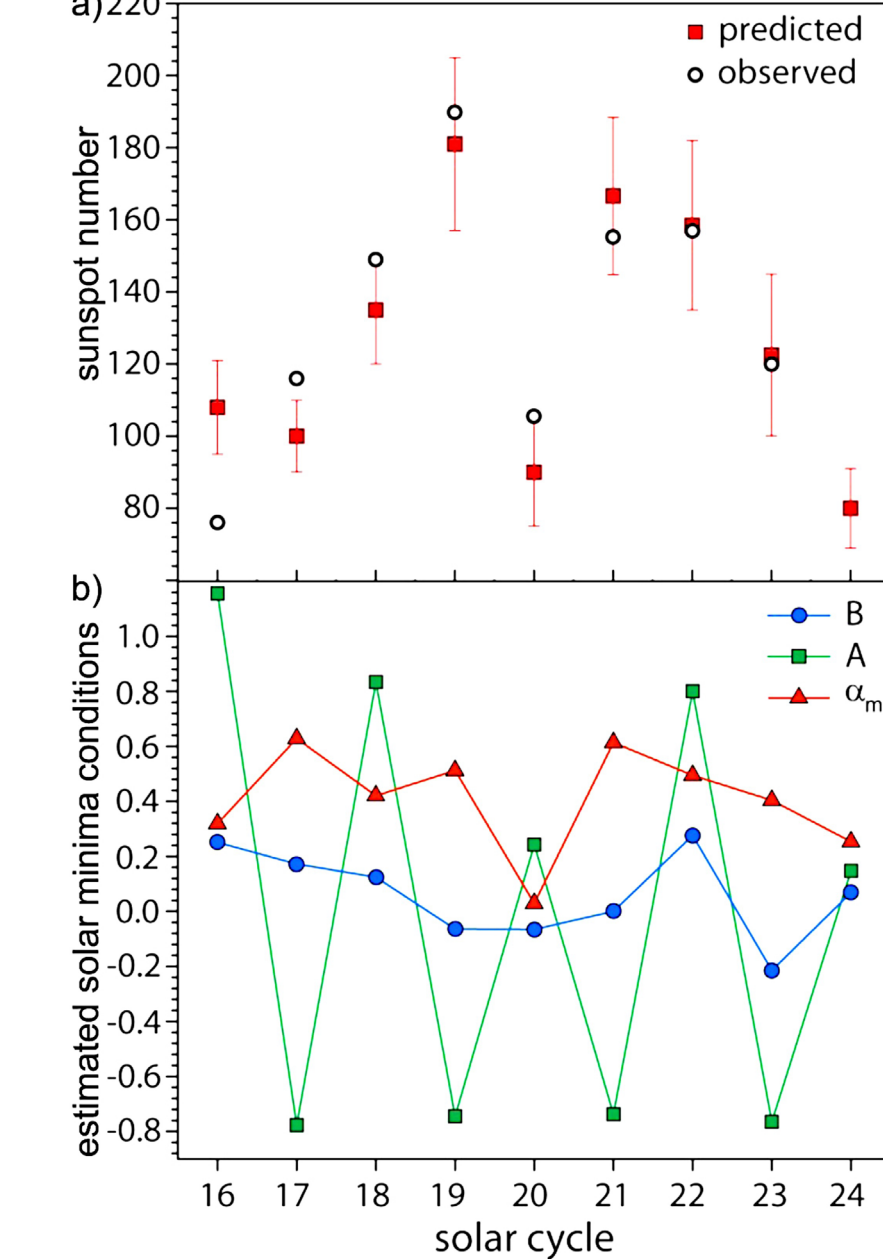 a)
220
200
180
160
140
120
100
80
sunspot number
predicted
observed
b)
1.0
0.8
0.6
0.4
0.2
0.0
-0.2
-0.4
-0.6
-0.8
estimated solar minima conditions
B
A
αm
16 17 18 19 20 21 22 23 24
solar cycle